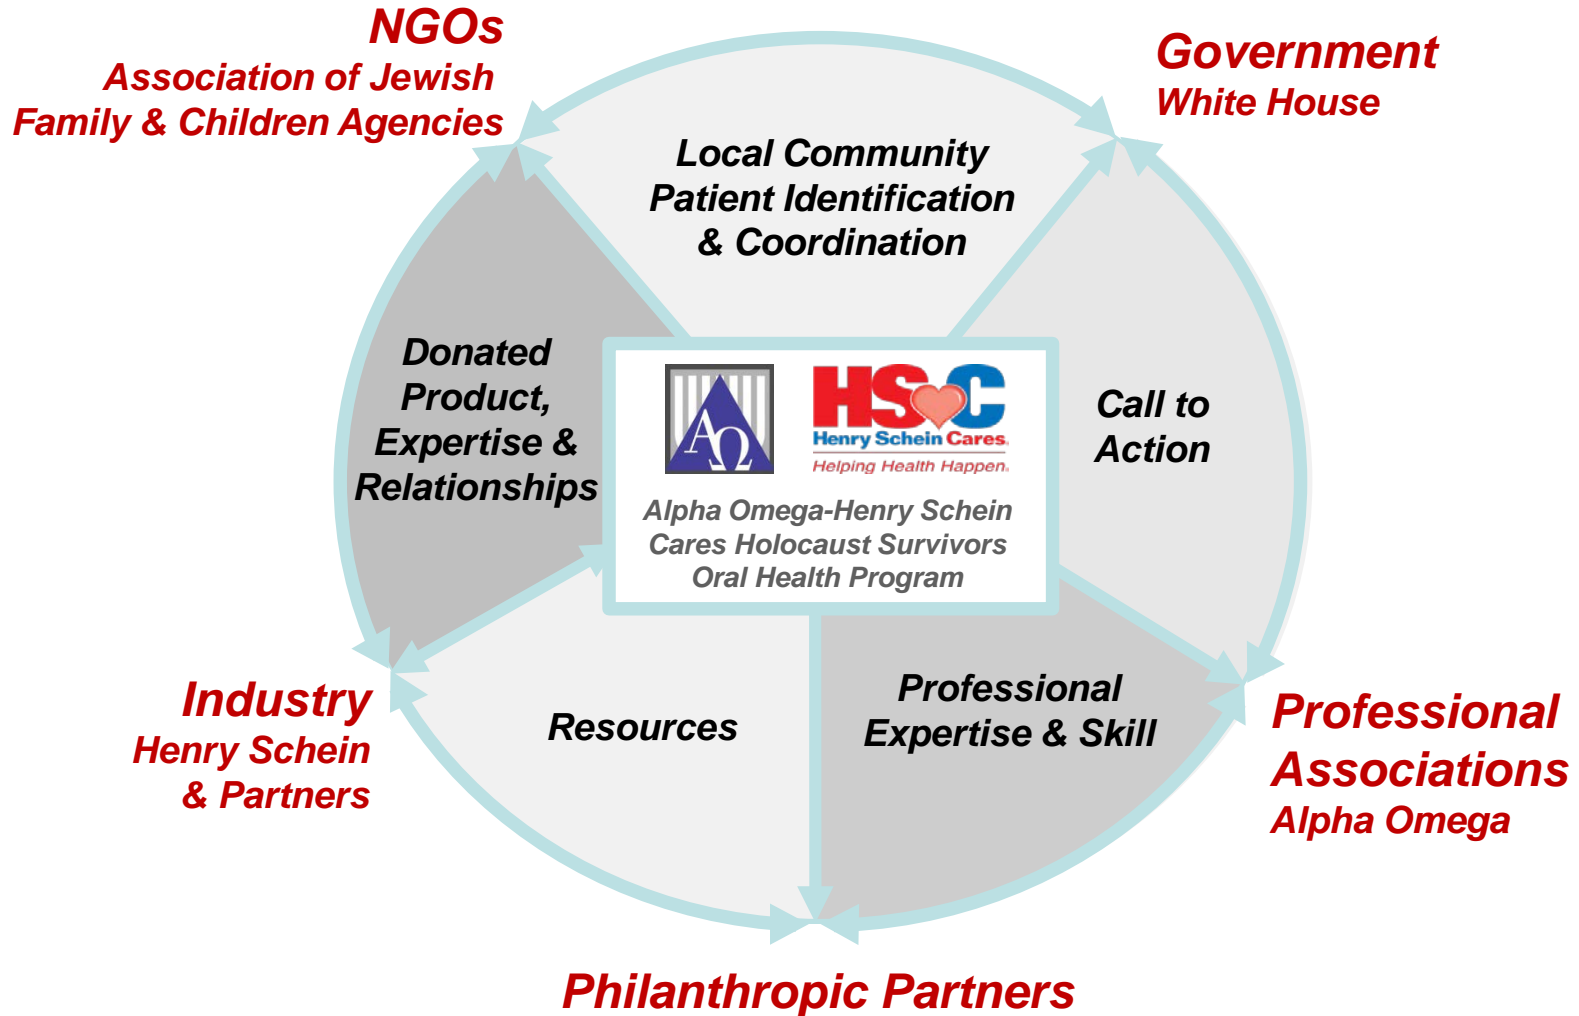 NGOs
Association of Jewish
Family & Children Agencies
Government
White House
Local Community
Patient Identification
& Coordination
Donated
Product,
Expertise &
Relationships
Call to
Action
ΑΩ
HSC
Henry Schein Cares.
Helping Health Happen.
Alpha Omega-Henry Schein
Cares Holocaust Survivors
Oral Health Program
Industry
Henry Schein
& Partners
Resources
Professional
Expertise & Skill
Professional
Associations
Alpha Omega
Philanthropic Partners